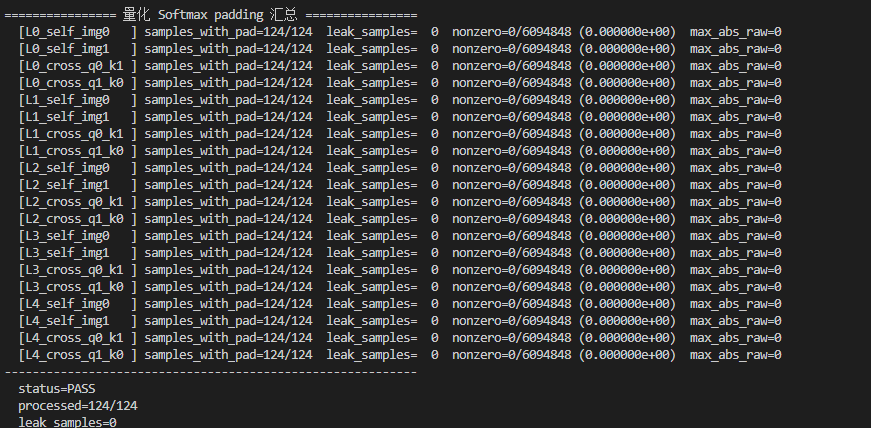 ================ 量化 Softmax padding 汇总 ================
[L0_self_img0   ] samples_with_pad=124/124  leak_samples=  0  nonzero=0/6094848 (0.000000e+00)  max_abs_raw=0
[L0_self_img1   ] samples_with_pad=124/124  leak_samples=  0  nonzero=0/6094848 (0.000000e+00)  max_abs_raw=0
[L0_cross_q0_k1 ] samples_with_pad=124/124  leak_samples=  0  nonzero=0/6094848 (0.000000e+00)  max_abs_raw=0
[L0_cross_q1_k0 ] samples_with_pad=124/124  leak_samples=  0  nonzero=0/6094848 (0.000000e+00)  max_abs_raw=0
[L1_self_img0   ] samples_with_pad=124/124  leak_samples=  0  nonzero=0/6094848 (0.000000e+00)  max_abs_raw=0
[L1_self_img1   ] samples_with_pad=124/124  leak_samples=  0  nonzero=0/6094848 (0.000000e+00)  max_abs_raw=0
[L1_cross_q0_k1 ] samples_with_pad=124/124  leak_samples=  0  nonzero=0/6094848 (0.000000e+00)  max_abs_raw=0
[L1_cross_q1_k0 ] samples_with_pad=124/124  leak_samples=  0  nonzero=0/6094848 (0.000000e+00)  max_abs_raw=0
[L2_self_img0   ] samples_with_pad=124/124  leak_samples=  0  nonzero=0/6094848 (0.000000e+00)  max_abs_raw=0
[L2_self_img1   ] samples_with_pad=124/124  leak_samples=  0  nonzero=0/6094848 (0.000000e+00)  max_abs_raw=0
[L2_cross_q0_k1 ] samples_with_pad=124/124  leak_samples=  0  nonzero=0/6094848 (0.000000e+00)  max_abs_raw=0
[L2_cross_q1_k0 ] samples_with_pad=124/124  leak_samples=  0  nonzero=0/6094848 (0.000000e+00)  max_abs_raw=0
[L3_self_img0   ] samples_with_pad=124/124  leak_samples=  0  nonzero=0/6094848 (0.000000e+00)  max_abs_raw=0
[L3_self_img1   ] samples_with_pad=124/124  leak_samples=  0  nonzero=0/6094848 (0.000000e+00)  max_abs_raw=0
[L3_cross_q0_k1 ] samples_with_pad=124/124  leak_samples=  0  nonzero=0/6094848 (0.000000e+00)  max_abs_raw=0
[L3_cross_q1_k0 ] samples_with_pad=124/124  leak_samples=  0  nonzero=0/6094848 (0.000000e+00)  max_abs_raw=0
[L4_self_img0   ] samples_with_pad=124/124  leak_samples=  0  nonzero=0/6094848 (0.000000e+00)  max_abs_raw=0
[L4_self_img1   ] samples_with_pad=124/124  leak_samples=  0  nonzero=0/6094848 (0.000000e+00)  max_abs_raw=0
[L4_cross_q0_k1 ] samples_with_pad=124/124  leak_samples=  0  nonzero=0/6094848 (0.000000e+00)  max_abs_raw=0
[L4_cross_q1_k0 ] samples_with_pad=124/124  leak_samples=  0  nonzero=0/6094848 (0.000000e+00)  max_abs_raw=0
------------------------------------------------------------
status=PASS
processed=124/124
leak_samples=0